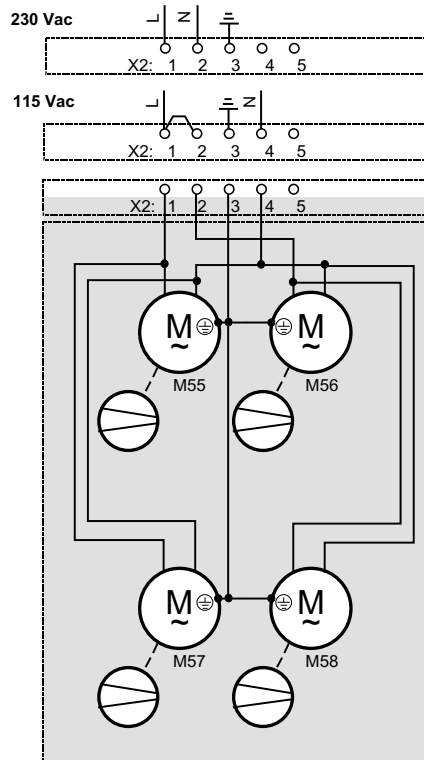 230 Vac
L N
X2: 1 2 3 4 5
115 Vac
L N
X2: 1 2 3 4 5
X2: 1 2 3 4 5
M ~ M ~
M55 M56
M ~ M ~
M57 M58